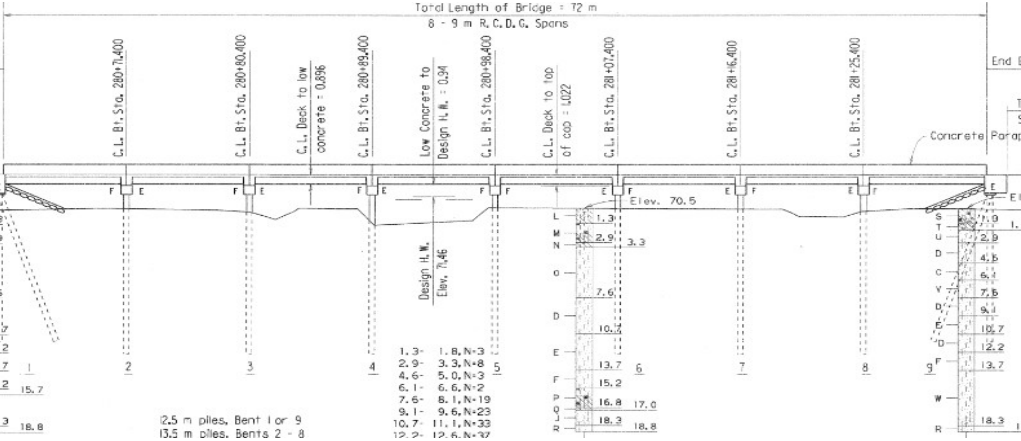 Total Length of Bridge = 72 m
8 - 9 m R.C.D.G. Spans
C.L. Bt. Sta. 280+71.400
C.L. Bt. Sta. 280+80.400
C.L. Deck to low
concrete = 0.896
C.L. Bt. Sta. 280+89.400
Low Concrete to
Design H.W. = 0.94
C.L. Bt. Sta. 280+98.400
C.L. Deck to top
of cap = 1.022
C.L. Bt. Sta. 281+07.400
C.L. Bt. Sta. 281+16.400
C.L. Bt. Sta. 281+25.400
End
Concrete
F E
F E
F E
F F
E F
E F
E F
E
Design H.W.
Elev. 71.46
Elev. 70.5
L 1.3
M 2.9 3.3
N
O 7.6
D 10.7
E 13.7
F 15.2
P 16.8 17.0
Q
J 18.3 18.8
R
S
T
U 2.9
D 4.6
C 6.1
V 7.6
D 9.1
E 10.7
D 12.2
F 13.7
W 18.3
R
15.7
18.8
1 2 3 4 5 6 7 8 9
1.3- 1.8, N=3
2.9- 3.3, N=8
4.6- 5.0, N=3
6.1- 6.6, N=2
7.6- 8.1, N=19
9.1- 9.6, N=23
10.7- 11.1, N=33
12.2- 12.6, N=37
12.5 m piles, Bent 1 or 9
13.5 m piles, Bents 2 - 8